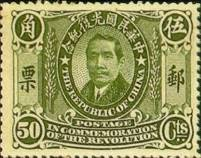 角 念紀復光國民華中 伍
票 郵
THE REPUBLIC OF CHINA
POSTAGE
50 IN COMMEMORATION Cts
OF THE REVOLUTION